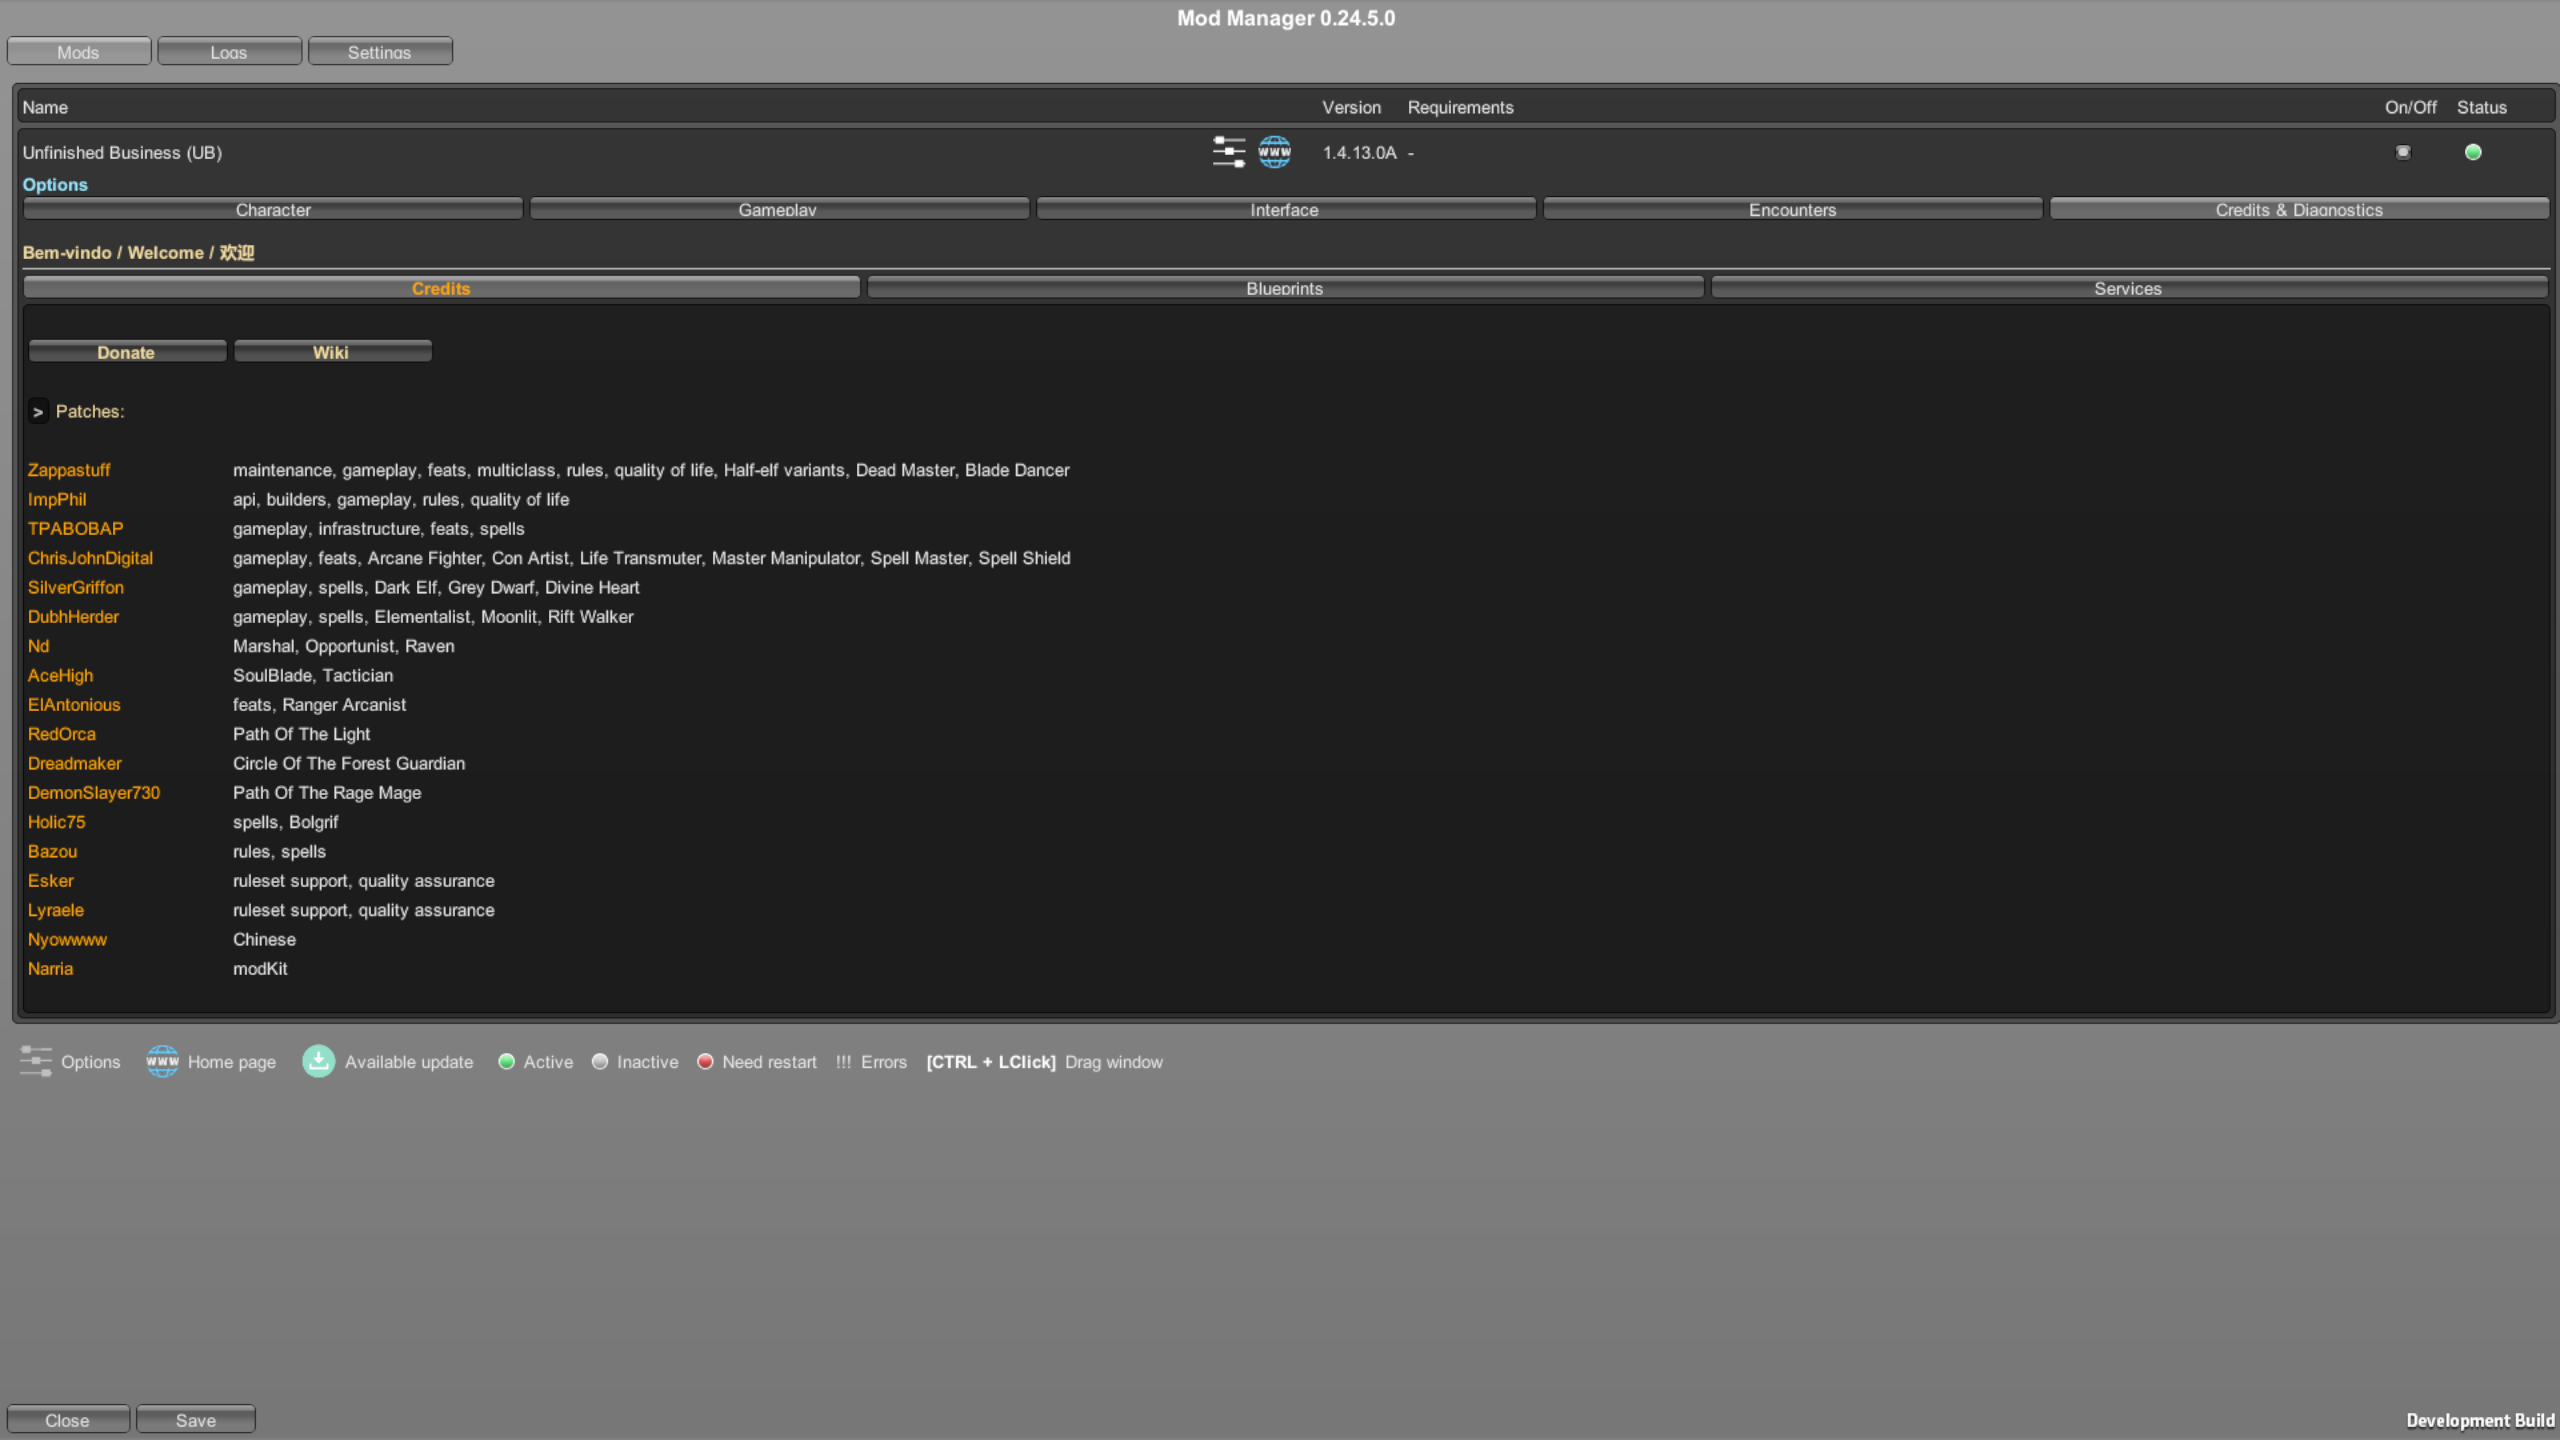 Mod Manager 0.24.5.0
Mods Logs Settings
Name Version Requirements On/Off Status
Unfinished Business (UB) www 1.4.13.0A - 
Options
Character Gameplay Interface Encounters Credits & Diagnostics
Bem-vindo / Welcome / 欢迎
Credits Blueprints Services
Donate Wiki
> Patches:
Zappastuff maintenance, gameplay, feats, multiclass, rules, quality of life, Half-elf variants, Dead Master, Blade Dancer
ImpPhil api, builders, gameplay, rules, quality of life
TPABOBAP gameplay, infrastructure, feats, spells
ChrisJohnDigital gameplay, feats, Arcane Fighter, Con Artist, Life Transmuter, Master Manipulator, Spell Master, Spell Shield
SilverGriffon gameplay, spells, Dark Elf, Grey Dwarf, Divine Heart
DubhHerder gameplay, spells, Elementalist, Moonlit, Rift Walker
Nd Marshal, Opportunist, Raven
AceHigh SoulBlade, Tactician
ElAntonious feats, Ranger Arcanist
RedOrca Path Of The Light
Dreadmaker Circle Of The Forest Guardian
DemonSlayer730 Path Of The Rage Mage
Holic75 spells, Bolgrif
Bazou rules, spells
Esker ruleset support, quality assurance
Lyraele ruleset support, quality assurance
Nyowwww Chinese
Narria modKit
Options www Home page Available update Active Inactive Need restart !!! Errors [CTRL + LClick] Drag window
Close Save Development Build